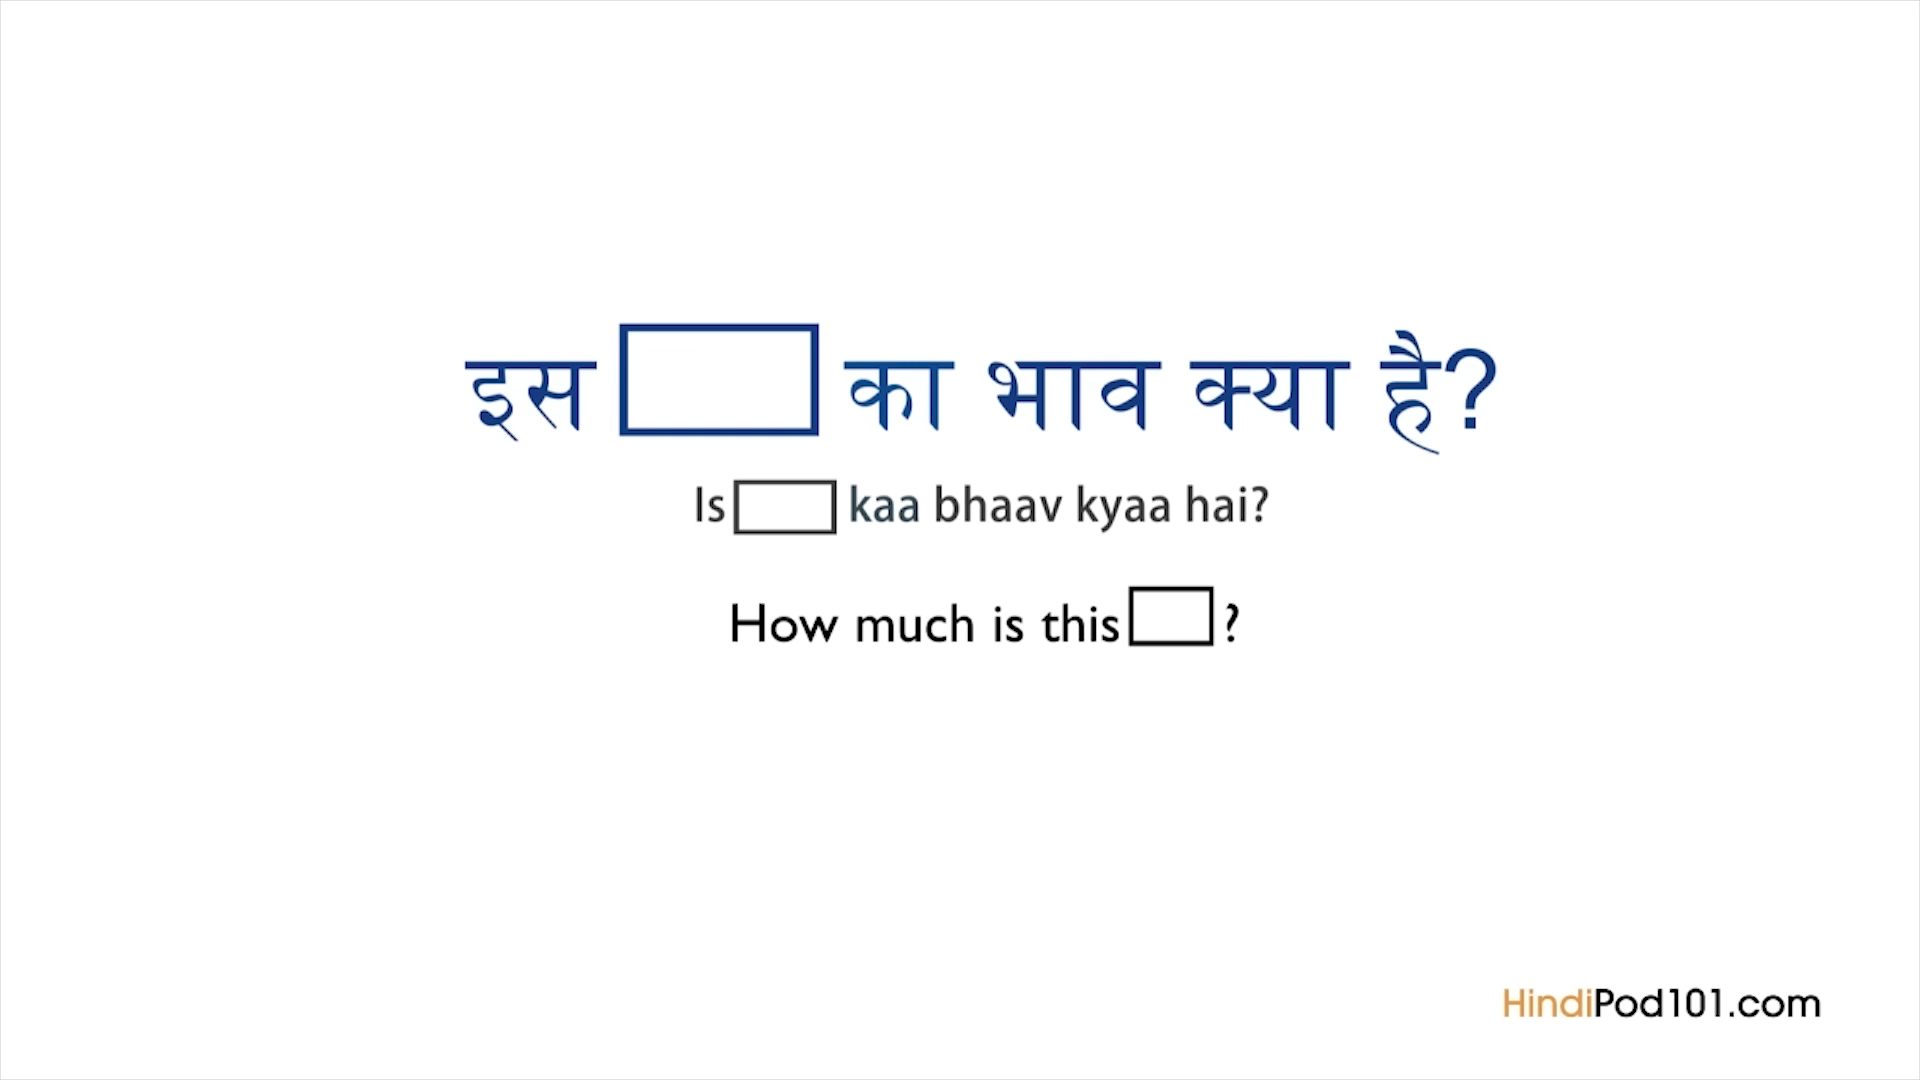 इस का भाव क्या है?
Is kaa bhaav kyaa hai?
How much is this ?
HindiPod101.com